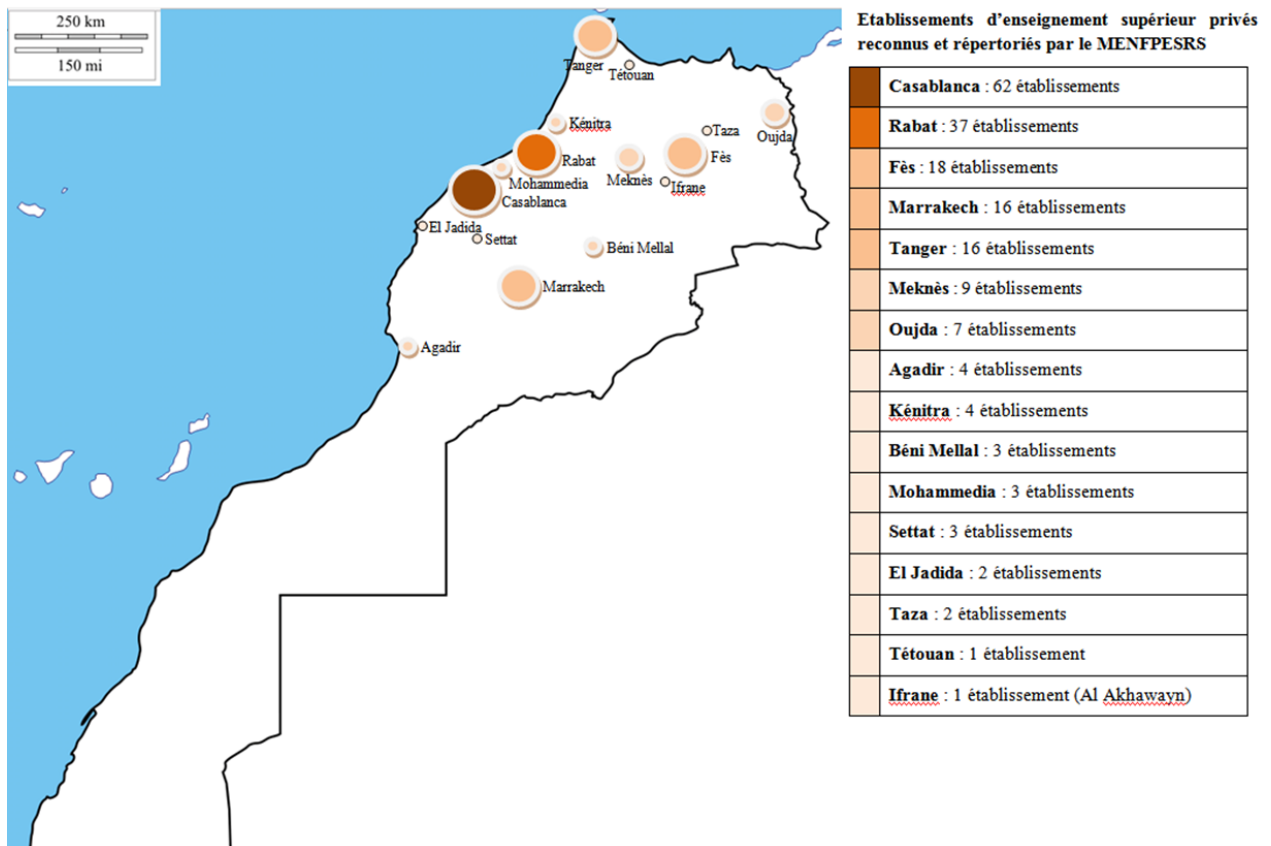 250 km
150 mi
Tanger
Tétouan
Kénitra
Taza
Oujda
Rabat
Fès
Meknès
Mohammedia
Ifrane
Casablanca
El Jadida
Settat
Béni Mellal
Marrakech
Agadir
Etablissements d’enseignement supérieur privés
reconnus et répertoriés par le MENFPESRS
Casablanca : 62 établissements
Rabat : 37 établissements
Fès : 18 établissements
Marrakech : 16 établissements
Tanger : 16 établissements
Meknès : 9 établissements
Oujda : 7 établissements
Agadir : 4 établissements
Kénitra : 4 établissements
Béni Mellal : 3 établissements
Mohammedia : 3 établissements
Settat : 3 établissements
El Jadida : 2 établissements
Taza : 2 établissements
Tétouan : 1 établissement
Ifrane : 1 établissement (Al Akhawayn)